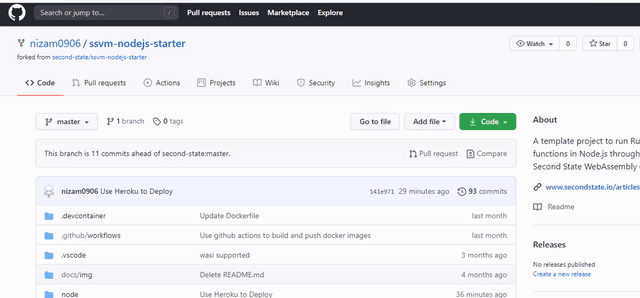 Search or jump to... /
Pull requests Issues Marketplace Explore
nizam0906 / ssvm-nodejs-starter
Watch 0 Star 0
forked from second-state/ssvm-nodejs-starter
Code Pull requests Actions Projects Wiki Security Insights Settings
master 1 branch 0 tags Go to file Add file Code
About
This branch is 11 commits ahead of second-state:master. Pull request Compare
A template project to run Ru
functions in Node.js through
Second State WebAssembly
nizam0906 Use Heroku to Deploy 141e971 29 minutes ago 93 commits
www.secondstate.io/articles
Readme
.devcontainer Update Dockerfile last month
.github/workflows Use github actions to build and push docker images last month
.vscode wasi supported 3 months ago
docs/img Delete README.md 4 months ago
node Use Heroku to Deploy 36 minutes ago
Releases
No releases published
Create a new release